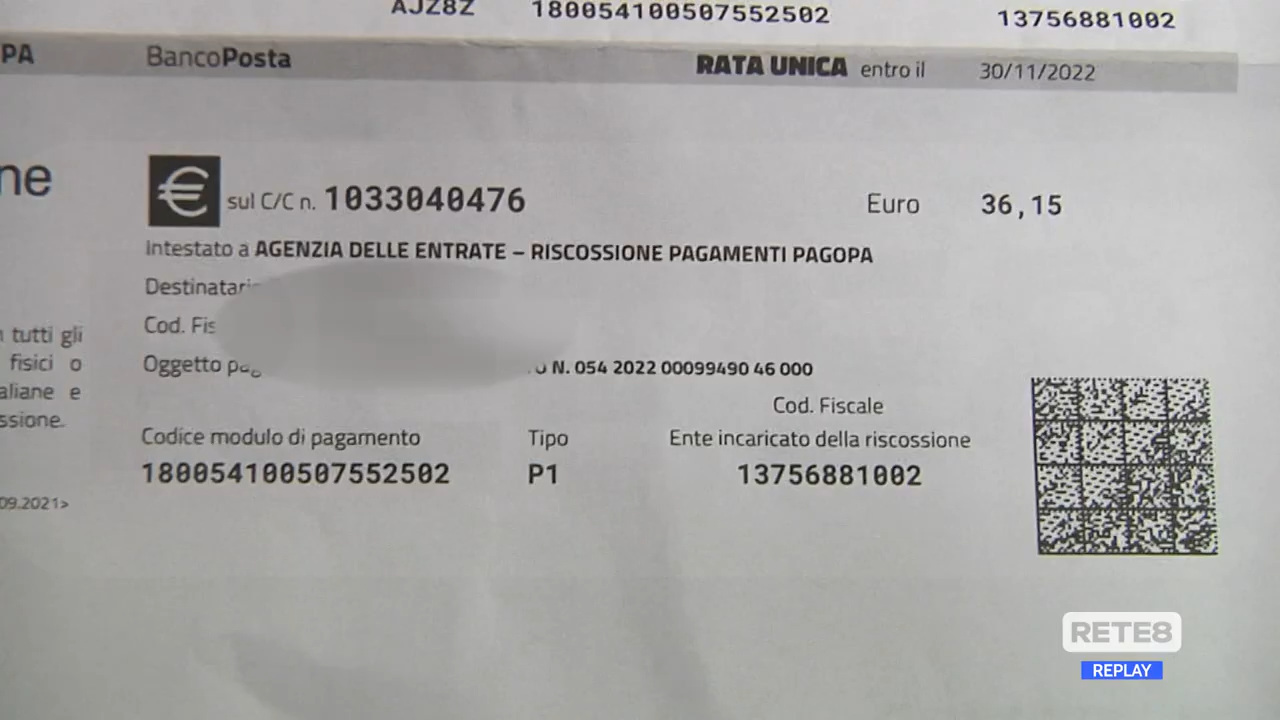 AJZ8Z 180054100507552502 13756881002
PA BancoPosta RATA UNICA entro il 30/11/2022
ne
€ sul C/C n. 1033040476 Euro 36,15
Intestato a AGENZIA DELLE ENTRATE – RISCOSSIONE PAGAMENTI PAGOPA
Destinatari
Cod. Fis
tutti gli
fisici o
Oggetto pag
O N. 054 2022 00099490 46 000
aliane e
Cod. Fiscale
ssione.
Codice modulo di pagamento Tipo Ente incaricato della riscossione
180054100507552502 P1 13756881002
09.2021>
RETE8
REPLAY